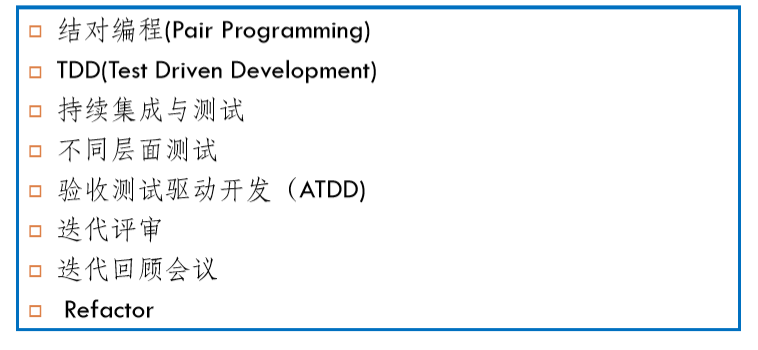 结对编程(Pair Programming)
TDD(Test Driven Development)
持续集成与测试
不同层面测试
验收测试驱动开发（ATDD)
迭代评审
迭代回顾会议
Refactor